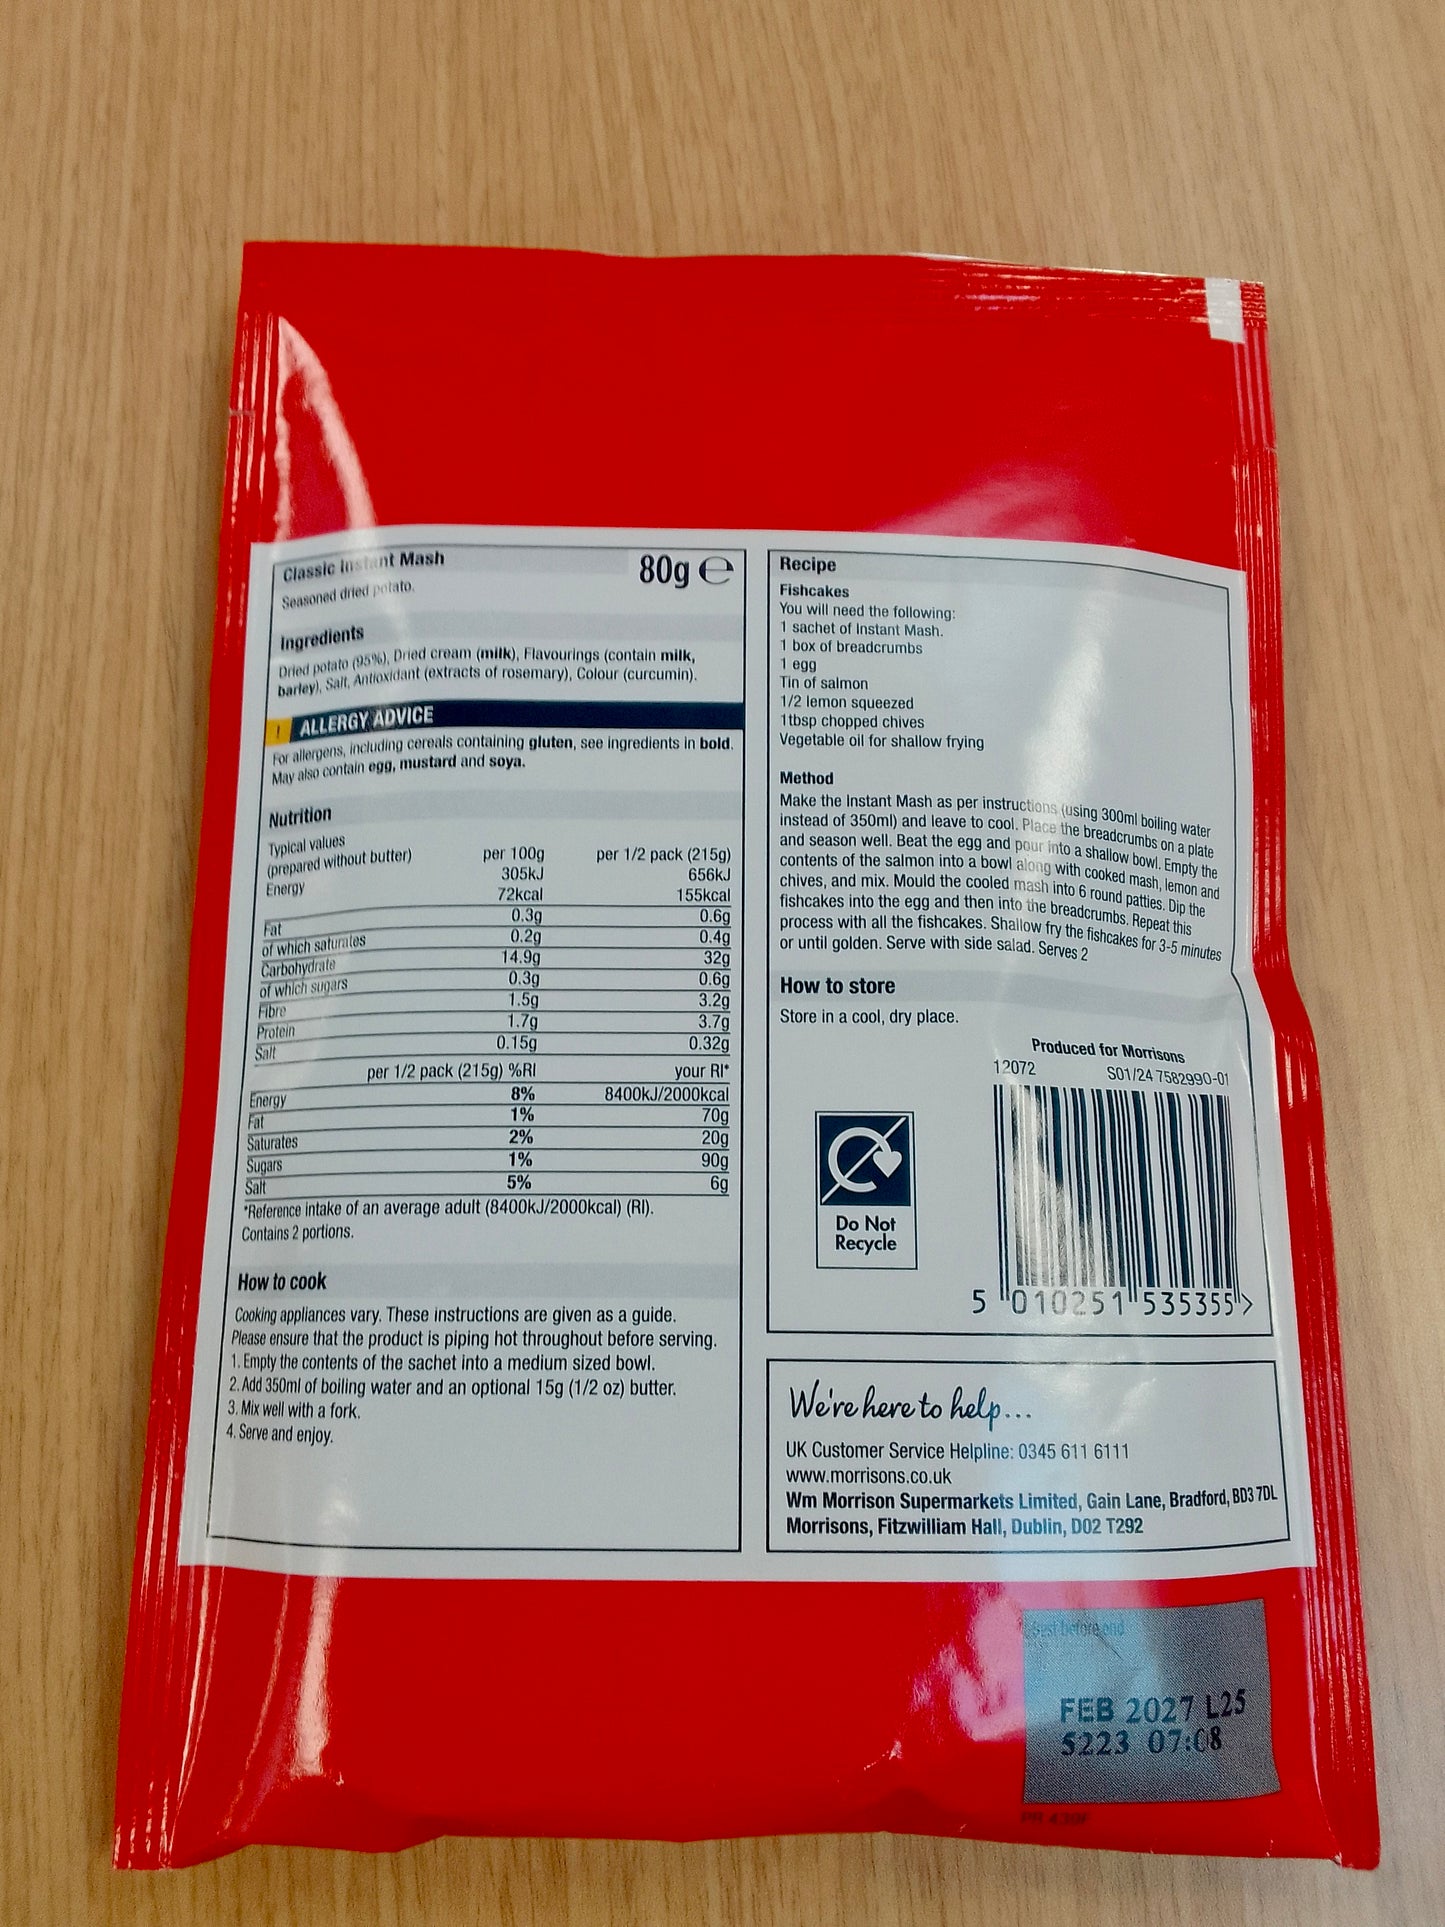 Classic Instant Mash
80g ℮
Seasoned dried potato.
Ingredients
Dried potato (95%), Dried cream (milk), Flavourings (contain milk,
barley), Salt, Antioxidant (extracts of rosemary), Colour (curcumin).
! ALLERGY ADVICE
For allergens, including cereals containing gluten, see ingredients in bold.
May also contain egg, mustard and soya.
Nutrition
Typical values
(prepared without butter) per 100g per 1/2 pack (215g)
Energy 305kJ 656kJ
72kcal 155kcal
Fat 0.3g 0.6g
of which saturates 0.2g 0.4g
Carbohydrate 14.9g 32g
of which sugars 0.3g 0.6g
Fibre 1.5g 3.2g
Protein 1.7g 3.7g
Salt 0.15g 0.32g
per 1/2 pack (215g) %RI your RI*
Energy 8% 8400kJ/2000kcal
Fat 1% 70g
Saturates 2% 20g
Sugars 1% 90g
Salt 5% 6g
*Reference intake of an average adult (8400kJ/2000kcal) (RI).
Contains 2 portions.
How to cook
Cooking appliances vary. These instructions are given as a guide.
Please ensure that the product is piping hot throughout before serving.
1. Empty the contents of the sachet into a medium sized bowl.
2. Add 350ml of boiling water and an optional 15g (1/2 oz) butter.
3. Mix well with a fork.
4. Serve and enjoy.
Recipe
Fishcakes
You will need the following:
1 sachet of Instant Mash.
1 box of breadcrumbs
1 egg
Tin of salmon
1/2 lemon squeezed
1tbsp chopped chives
Vegetable oil for shallow frying
Method
Make the Instant Mash as per instructions (using 300ml boiling water
instead of 350ml) and leave to cool. Place the breadcrumbs on a plate
and season well. Beat the egg and pour into a shallow bowl. Empty the
contents of the salmon into a bowl along with cooked mash, lemon and
chives, and mix. Mould the cooled mash into 6 round patties. Dip the
fishcakes into the egg and then into the breadcrumbs. Repeat this
process with all the fishcakes. Shallow fry the fishcakes for 3-5 minutes
or until golden. Serve with side salad. Serves 2
How to store
Store in a cool, dry place.
Produced for Morrisons
12072 S01/24 7582990-01
Do Not
Recycle
5 010251 535355 >
We're here to help...
UK Customer Service Helpline: 0345 611 6111
www.morrisons.co.uk
Wm Morrison Supermarkets Limited, Gain Lane, Bradford, BD3 7DL
Morrisons, Fitzwilliam Hall, Dublin, D02 T292
Best before end
FEB 2027 L25
5223 07:08